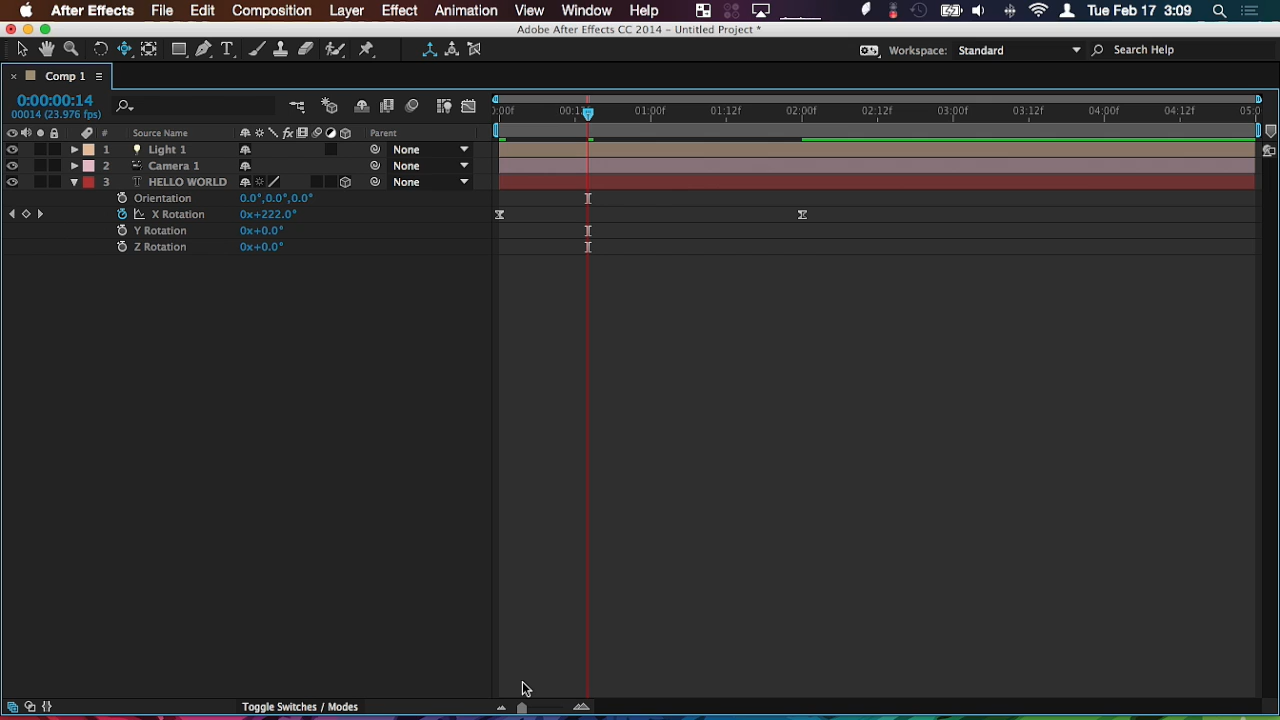 After Effects File Edit Composition Layer Effect Animation View Window Help Tue Feb 17 3:09
Adobe After Effects CC 2014 – Untitled Project *
Workspace: Standard Search Help
Comp 1
0:00:00:14
00014 (23.976 fps)
01:00f 01:12f 02:00f 02:12f 03:00f 03:12f 04:00f 04:12f
# Source Name Parent
1 Light 1 None
2 Camera 1 None
3 T HELLO WORLD None
Orientation 0.0°,0.0°,0.0°
X Rotation 0x+222.0°
Y Rotation 0x+0.0°
Z Rotation 0x+0.0°
Toggle Switches / Modes